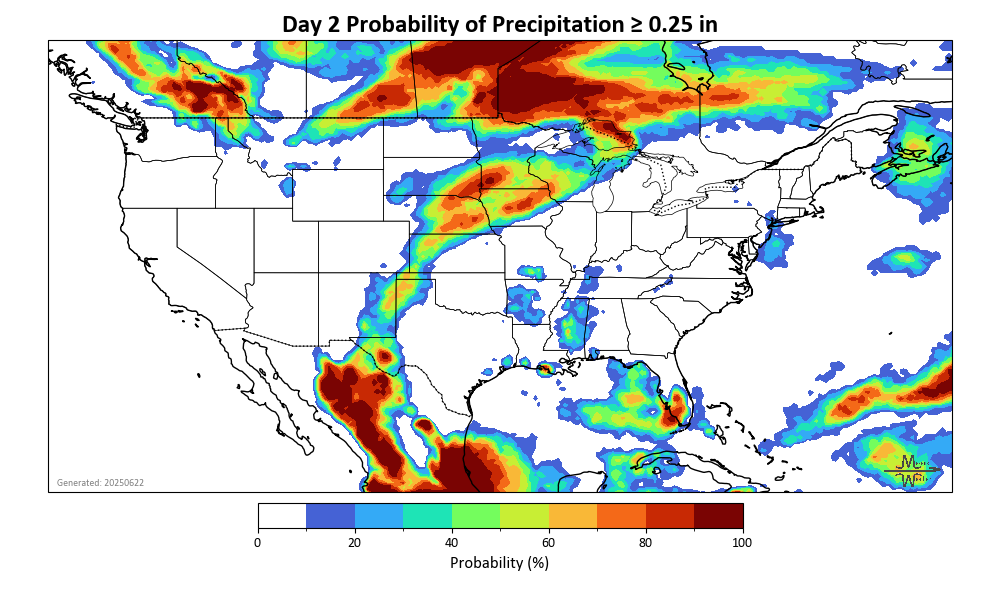 Day 2 Probability of Precipitation ≥ 0.25 in
Generated: 20250622
0 20 40 60 80 100
Probability (%)